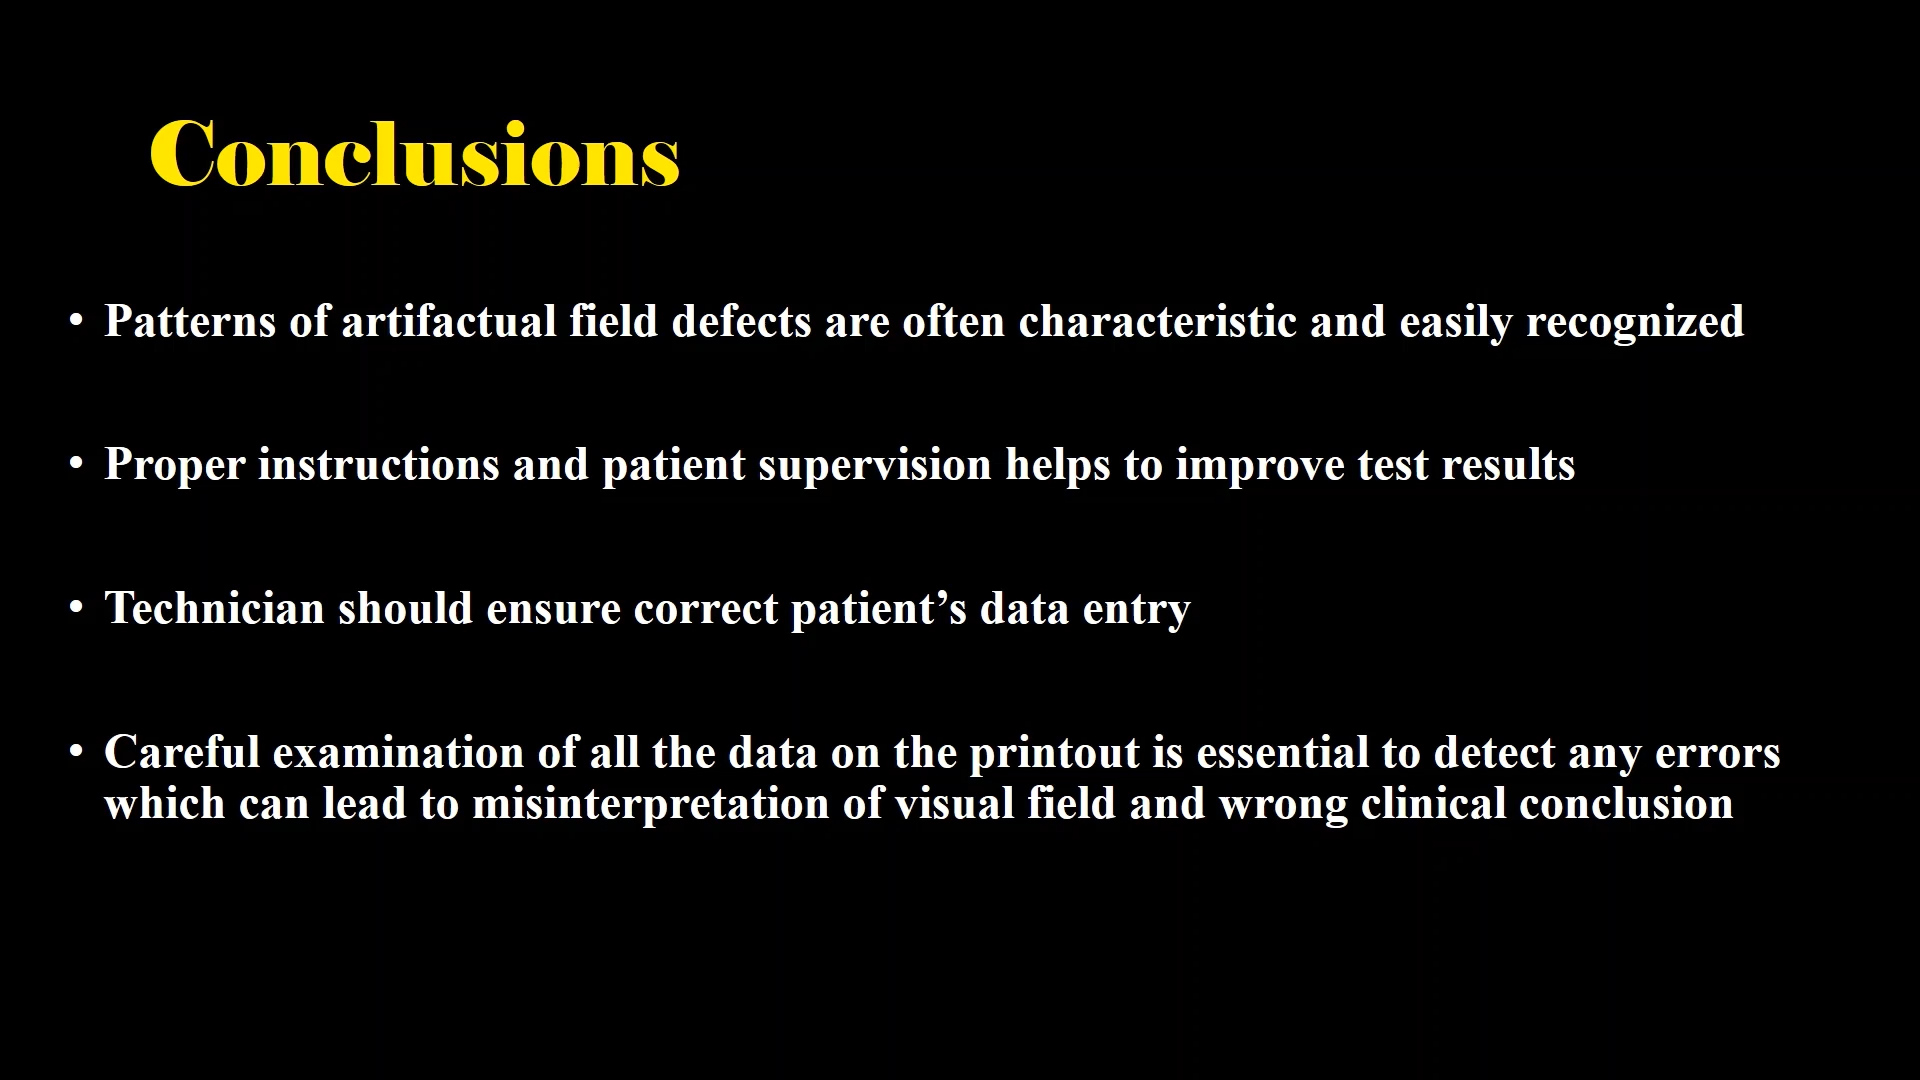 Conclusions
• Patterns of artifactual field defects are often characteristic and easily recognized
• Proper instructions and patient supervision helps to improve test results
• Technician should ensure correct patient’s data entry
• Careful examination of all the data on the printout is essential to detect any errors
which can lead to misinterpretation of visual field and wrong clinical conclusion